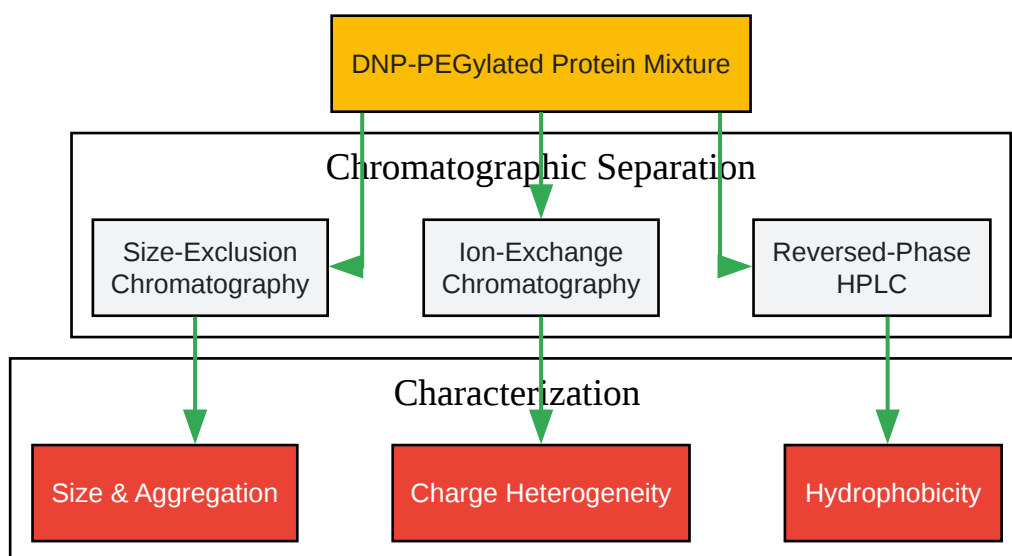 DNP-PEGylated Protein Mixture
Chromatographic Separation
Size-Exclusion
Chromatography
Ion-Exchange
Chromatography
Reversed-Phase
HPLC
Characterization
Size & Aggregation
Charge Heterogeneity
Hydrophobicity